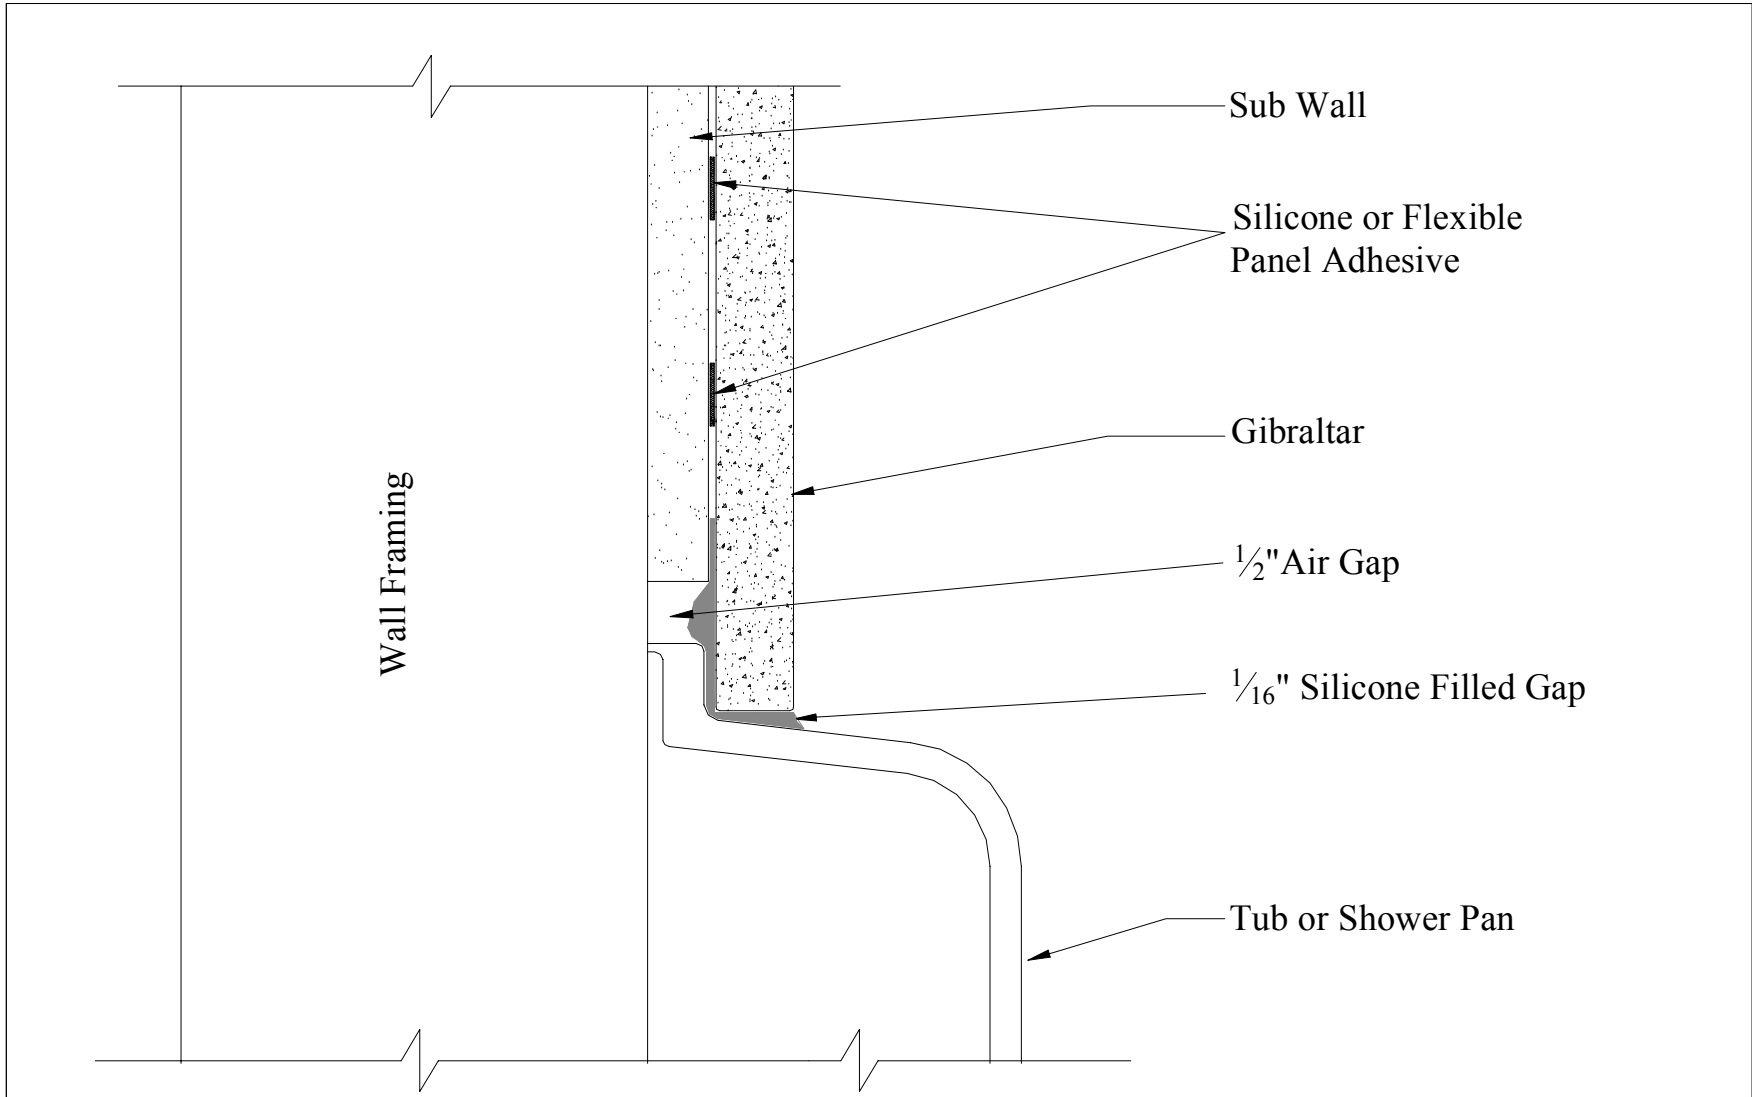 Sub Wall
Silicone or Flexible
Panel Adhesive
Gibraltar
Wall Framing
1⁄2"Air Gap
1⁄16" Silicone Filled Gap
Tub or Shower Pan